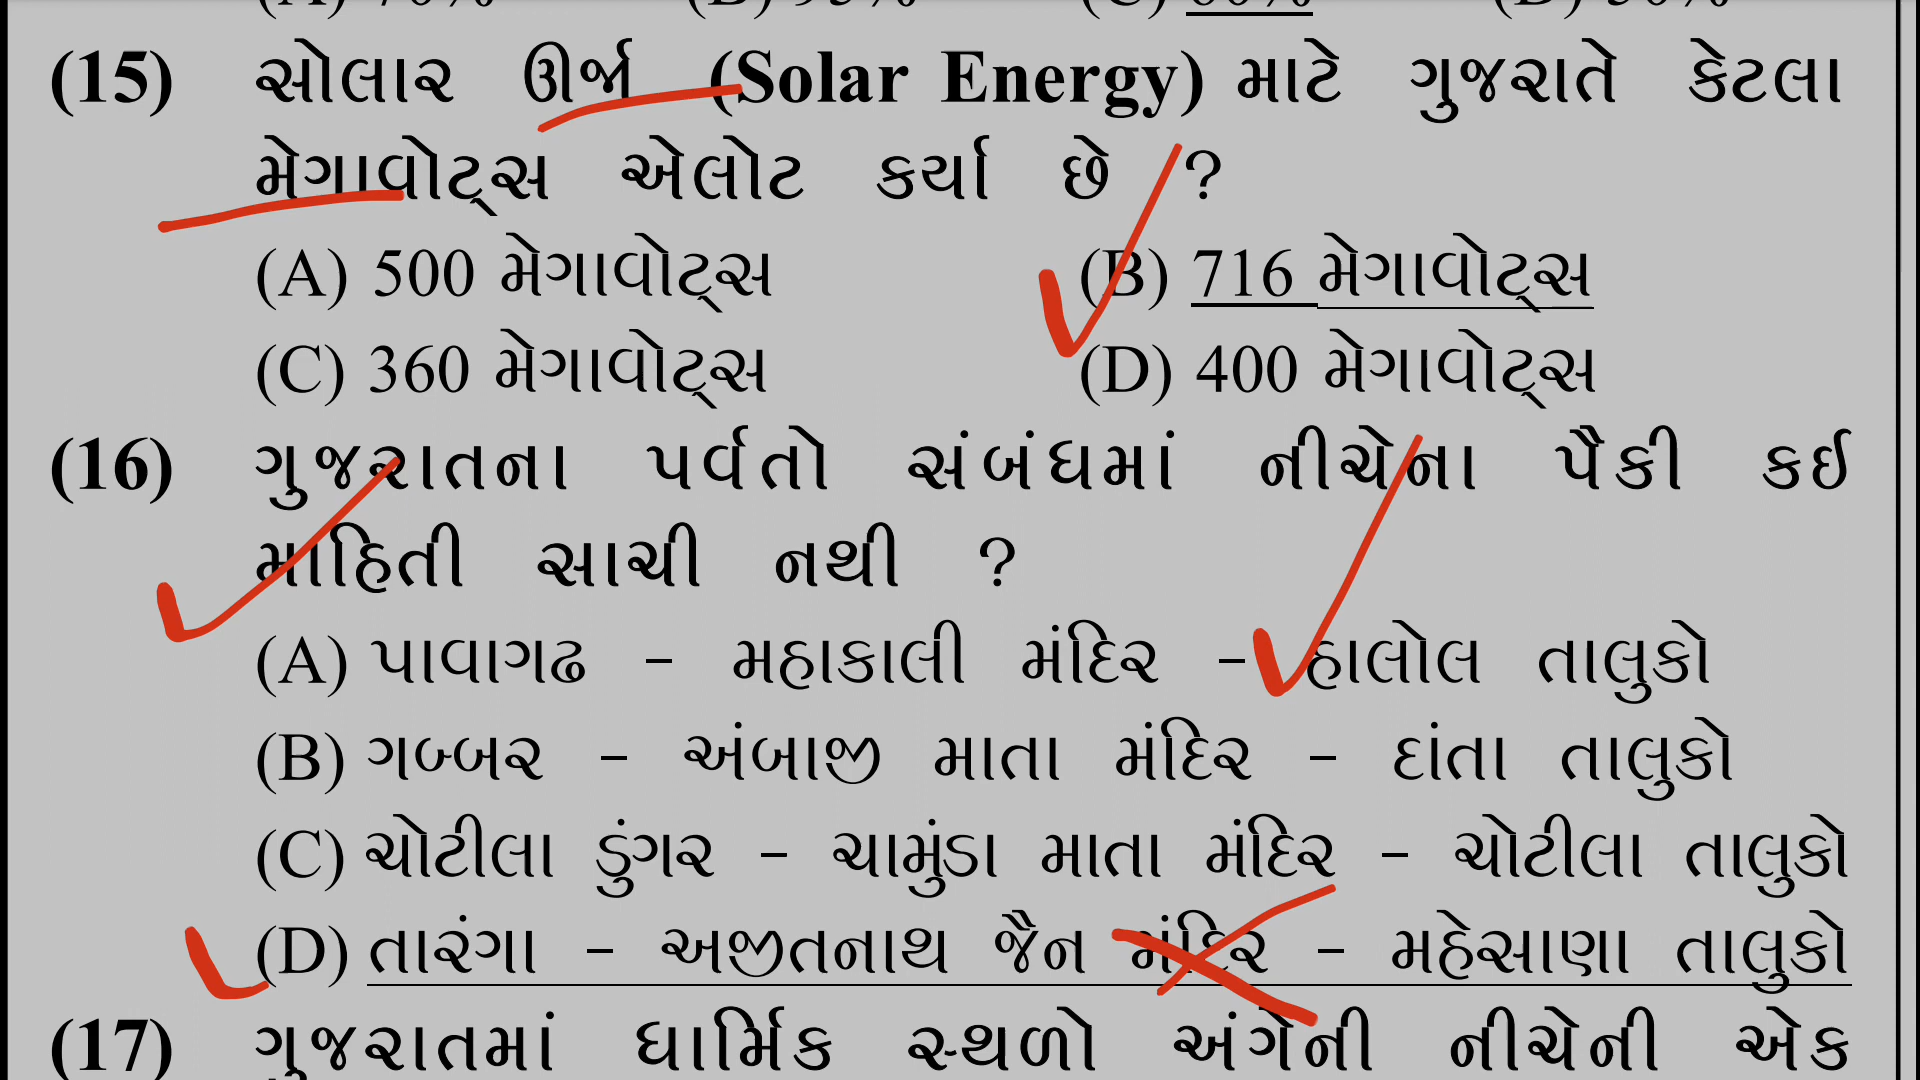 (15) સોલાર ઊર્જા (Solar Energy) માટે ગુજરાતે કેટલા
મેગાવોટ્સ એલોટ કર્યા છે ?
(A) 500 મેગાવોટ્સ (B) 716 મેગાવોટ્સ
(C) 360 મેગાવોટ્સ (D) 400 મેગાવોટ્સ
(16) ગુજરાતના પર્વતો સંબંધમાં નીચેના પૈકી કઈ
માહિતી સાચી નથી ?
(A) પાવાગઢ – મહાકાલી મંદિર – હાલોલ તાલુકો
(B) ગબ્બર – અંબાજી માતા મંદિર – દાંતા તાલુકો
(C) ચોટીલા ડુંગર – ચામુંડા માતા મંદિર – ચોટીલા તાલુકો
(D) તારંગા – અજીતનાથ જૈન મંદિર – મહેસાણા તાલુકો
(17) ગુજરાતમાં ધાર્મિક સ્થળો અંગેની નીચેની એક